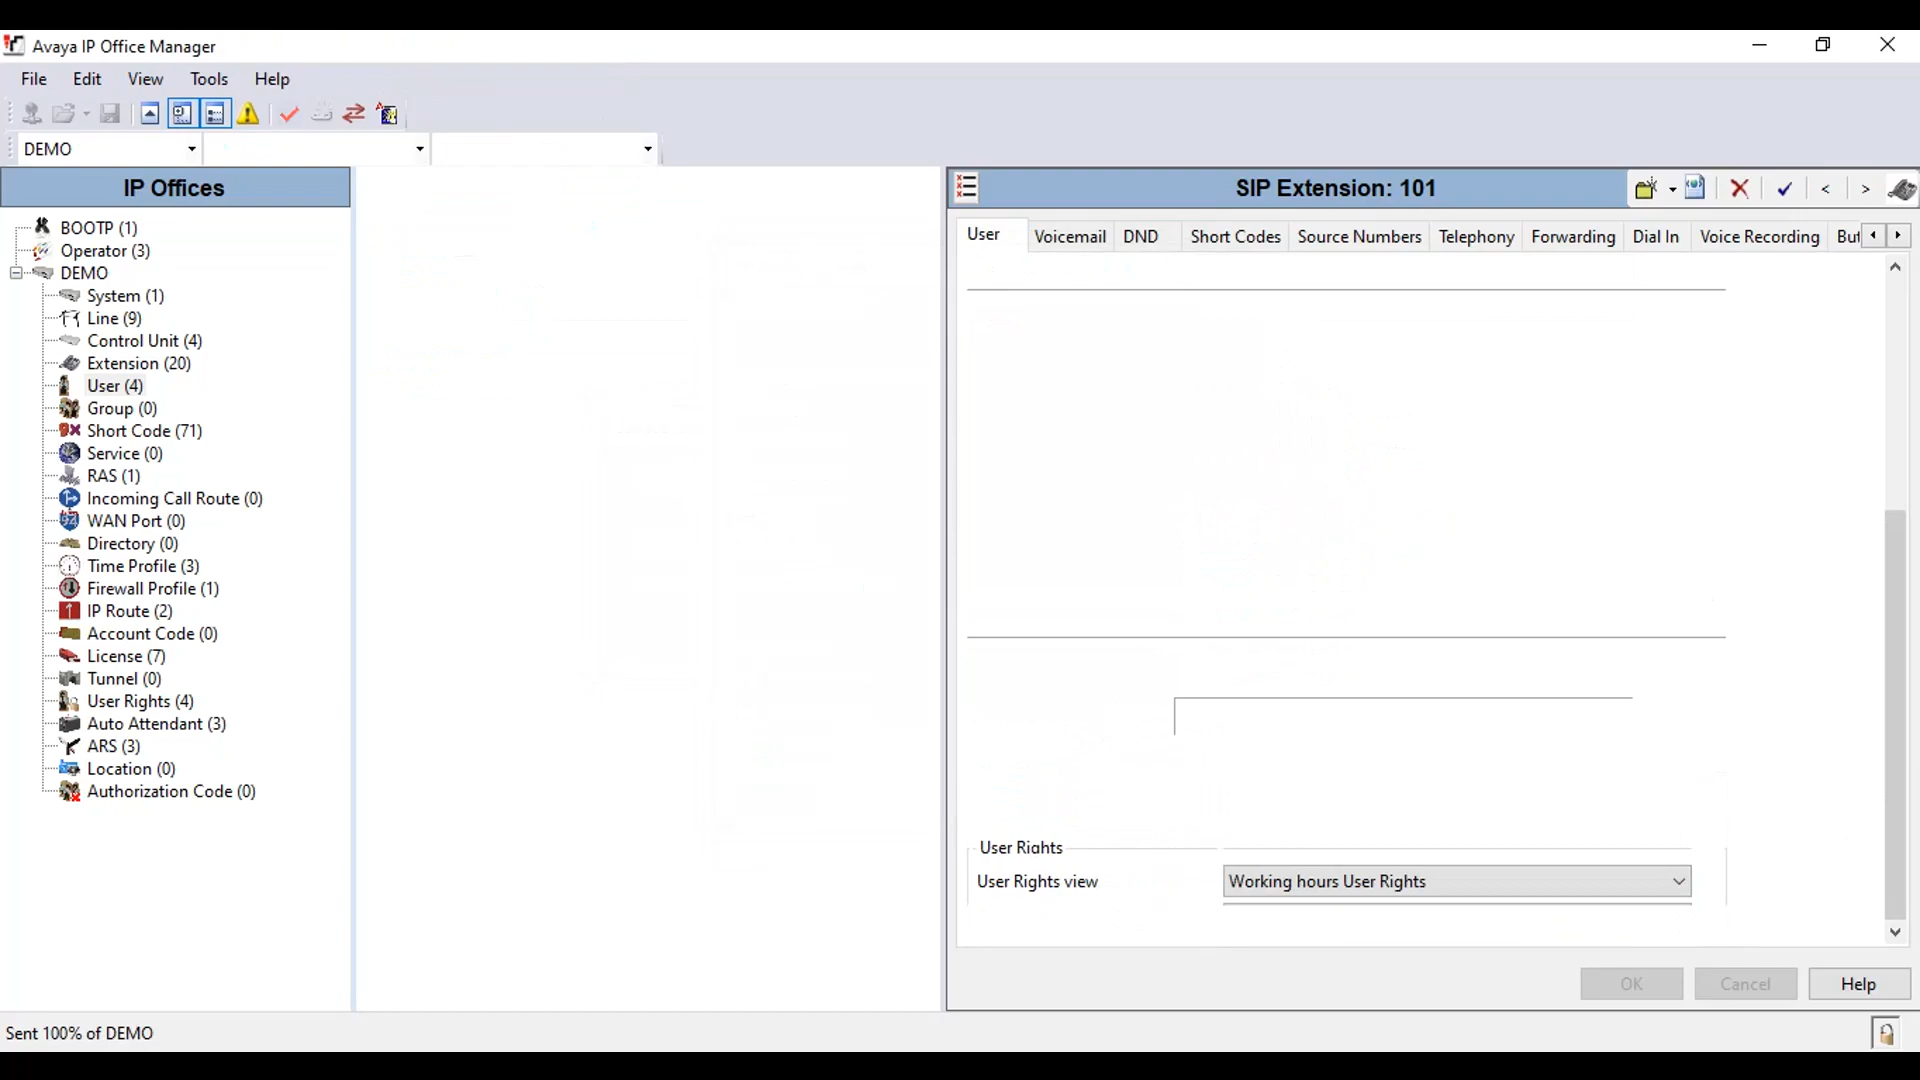 Avaya IP Office Manager
File Edit View Tools Help
DEMO
IP Offices
SIP Extension: 101
User Voicemail DND Short Codes Source Numbers Telephony Forwarding Dial In Voice Recording But
BOOTP (1)
Operator (3)
DEMO
System (1)
Line (9)
Control Unit (4)
Extension (20)
User (4)
Group (0)
Short Code (71)
Service (0)
RAS (1)
Incoming Call Route (0)
WAN Port (0)
Directory (0)
Time Profile (3)
Firewall Profile (1)
IP Route (2)
Account Code (0)
License (7)
Tunnel (0)
User Rights (4)
Auto Attendant (3)
ARS (3)
Location (0)
Authorization Code (0)
User Rights
User Rights view Working hours User Rights
OK Cancel Help
Sent 100% of DEMO